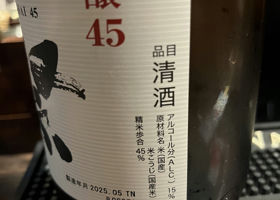 45
醸
45
品目
清酒
アルコール分(ALC.) 15%
原材料名 米(国産)
米こうじ(国産米)
精米歩合
45%
製造年月 2025.05 TN